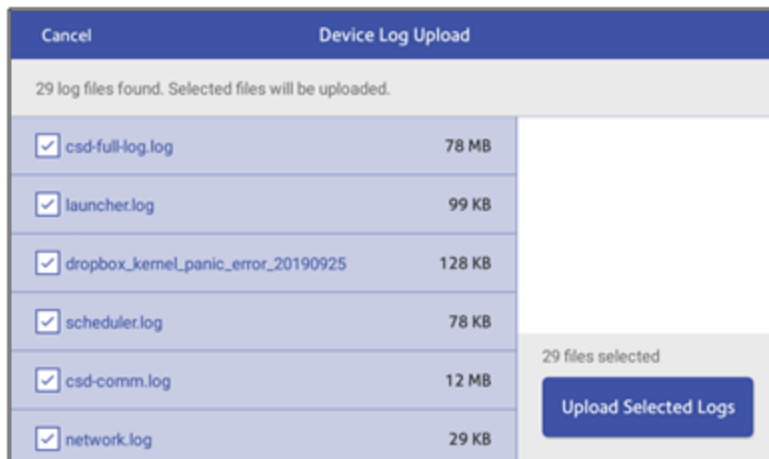 Cancel Device Log Upload
29 log files found. Selected files will be uploaded.
csd-full-log.log 78 MB
launcher.log 99 KB
dropbox_kernel_panic_error_20190925 128 KB
scheduler.log 78 KB
csd-comm.log 12 MB
network.log 29 KB
29 files selected
Upload Selected Logs